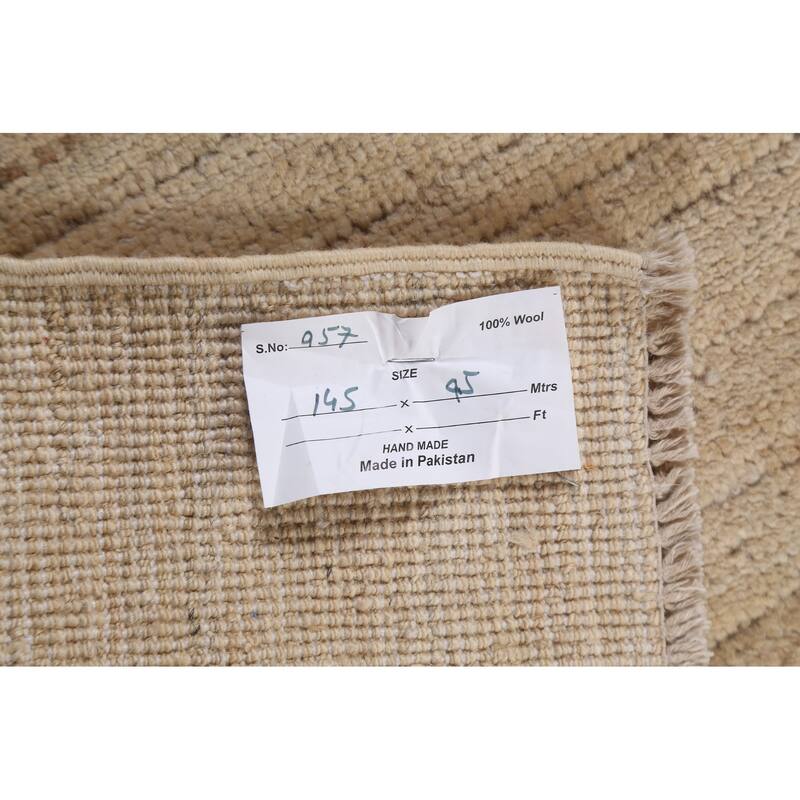 S.No: 957 100% Wool
SIZE
145 x 95 Mtrs
x Ft
HAND MADE
Made in Pakistan